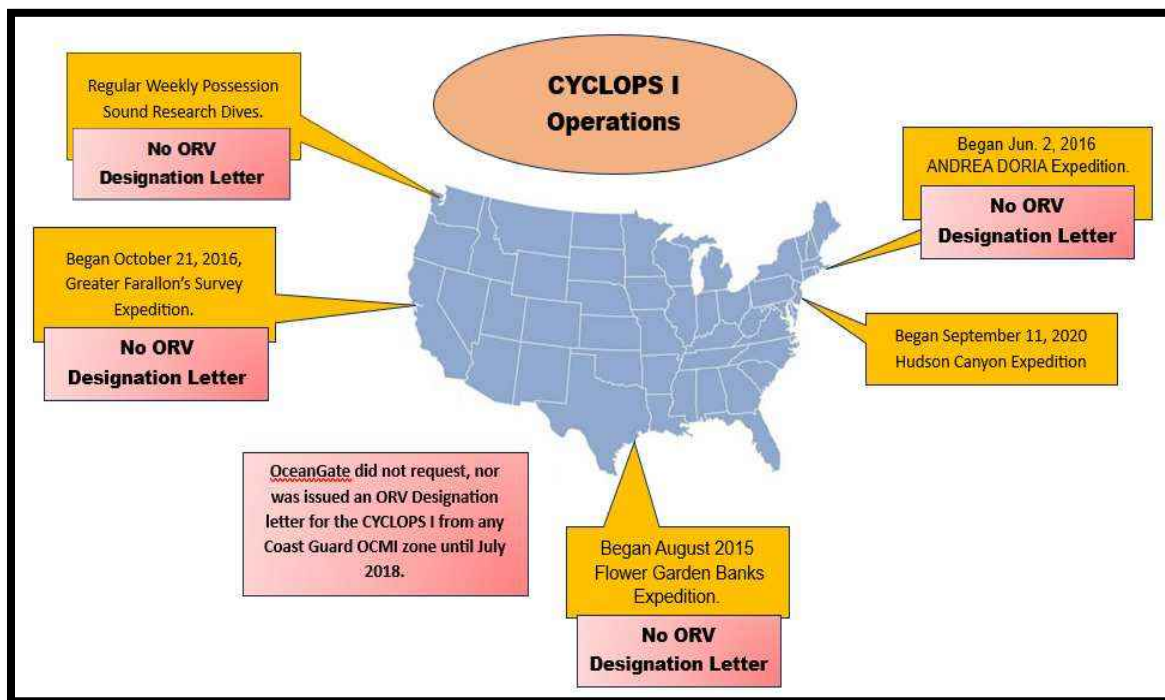 CYCLOPS I
Operations
Regular Weekly Possession
Sound Research Dives.
No ORV
Designation Letter
Began Jun. 2, 2016
ANDREA DORIA Expedition.
No ORV
Designation Letter
Began October 21, 2016,
Greater Farallon's Survey
Expedition.
No ORV
Designation Letter
Began September 11, 2020
Hudson Canyon Expedition
OceanGate did not request, nor
was issued an ORV Designation
letter for the CYCLOPS I from any
Coast Guard OCMI zone until July
2018.
Began August 2015
Flower Garden Banks
Expedition.
No ORV
Designation Letter